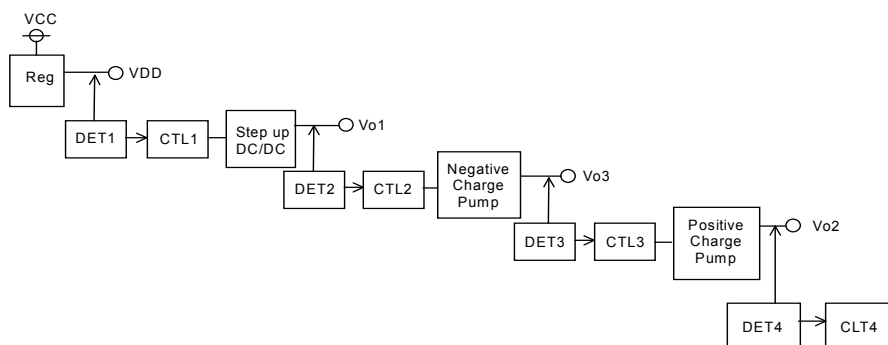 VCC
Reg
VDD
DET1
CTL1
Step up
DC/DC
Vo1
DET2
CTL2
Negative
Charge
Pump
Vo3
DET3
CTL3
Positive
Charge
Pump
Vo2
DET4
CLT4